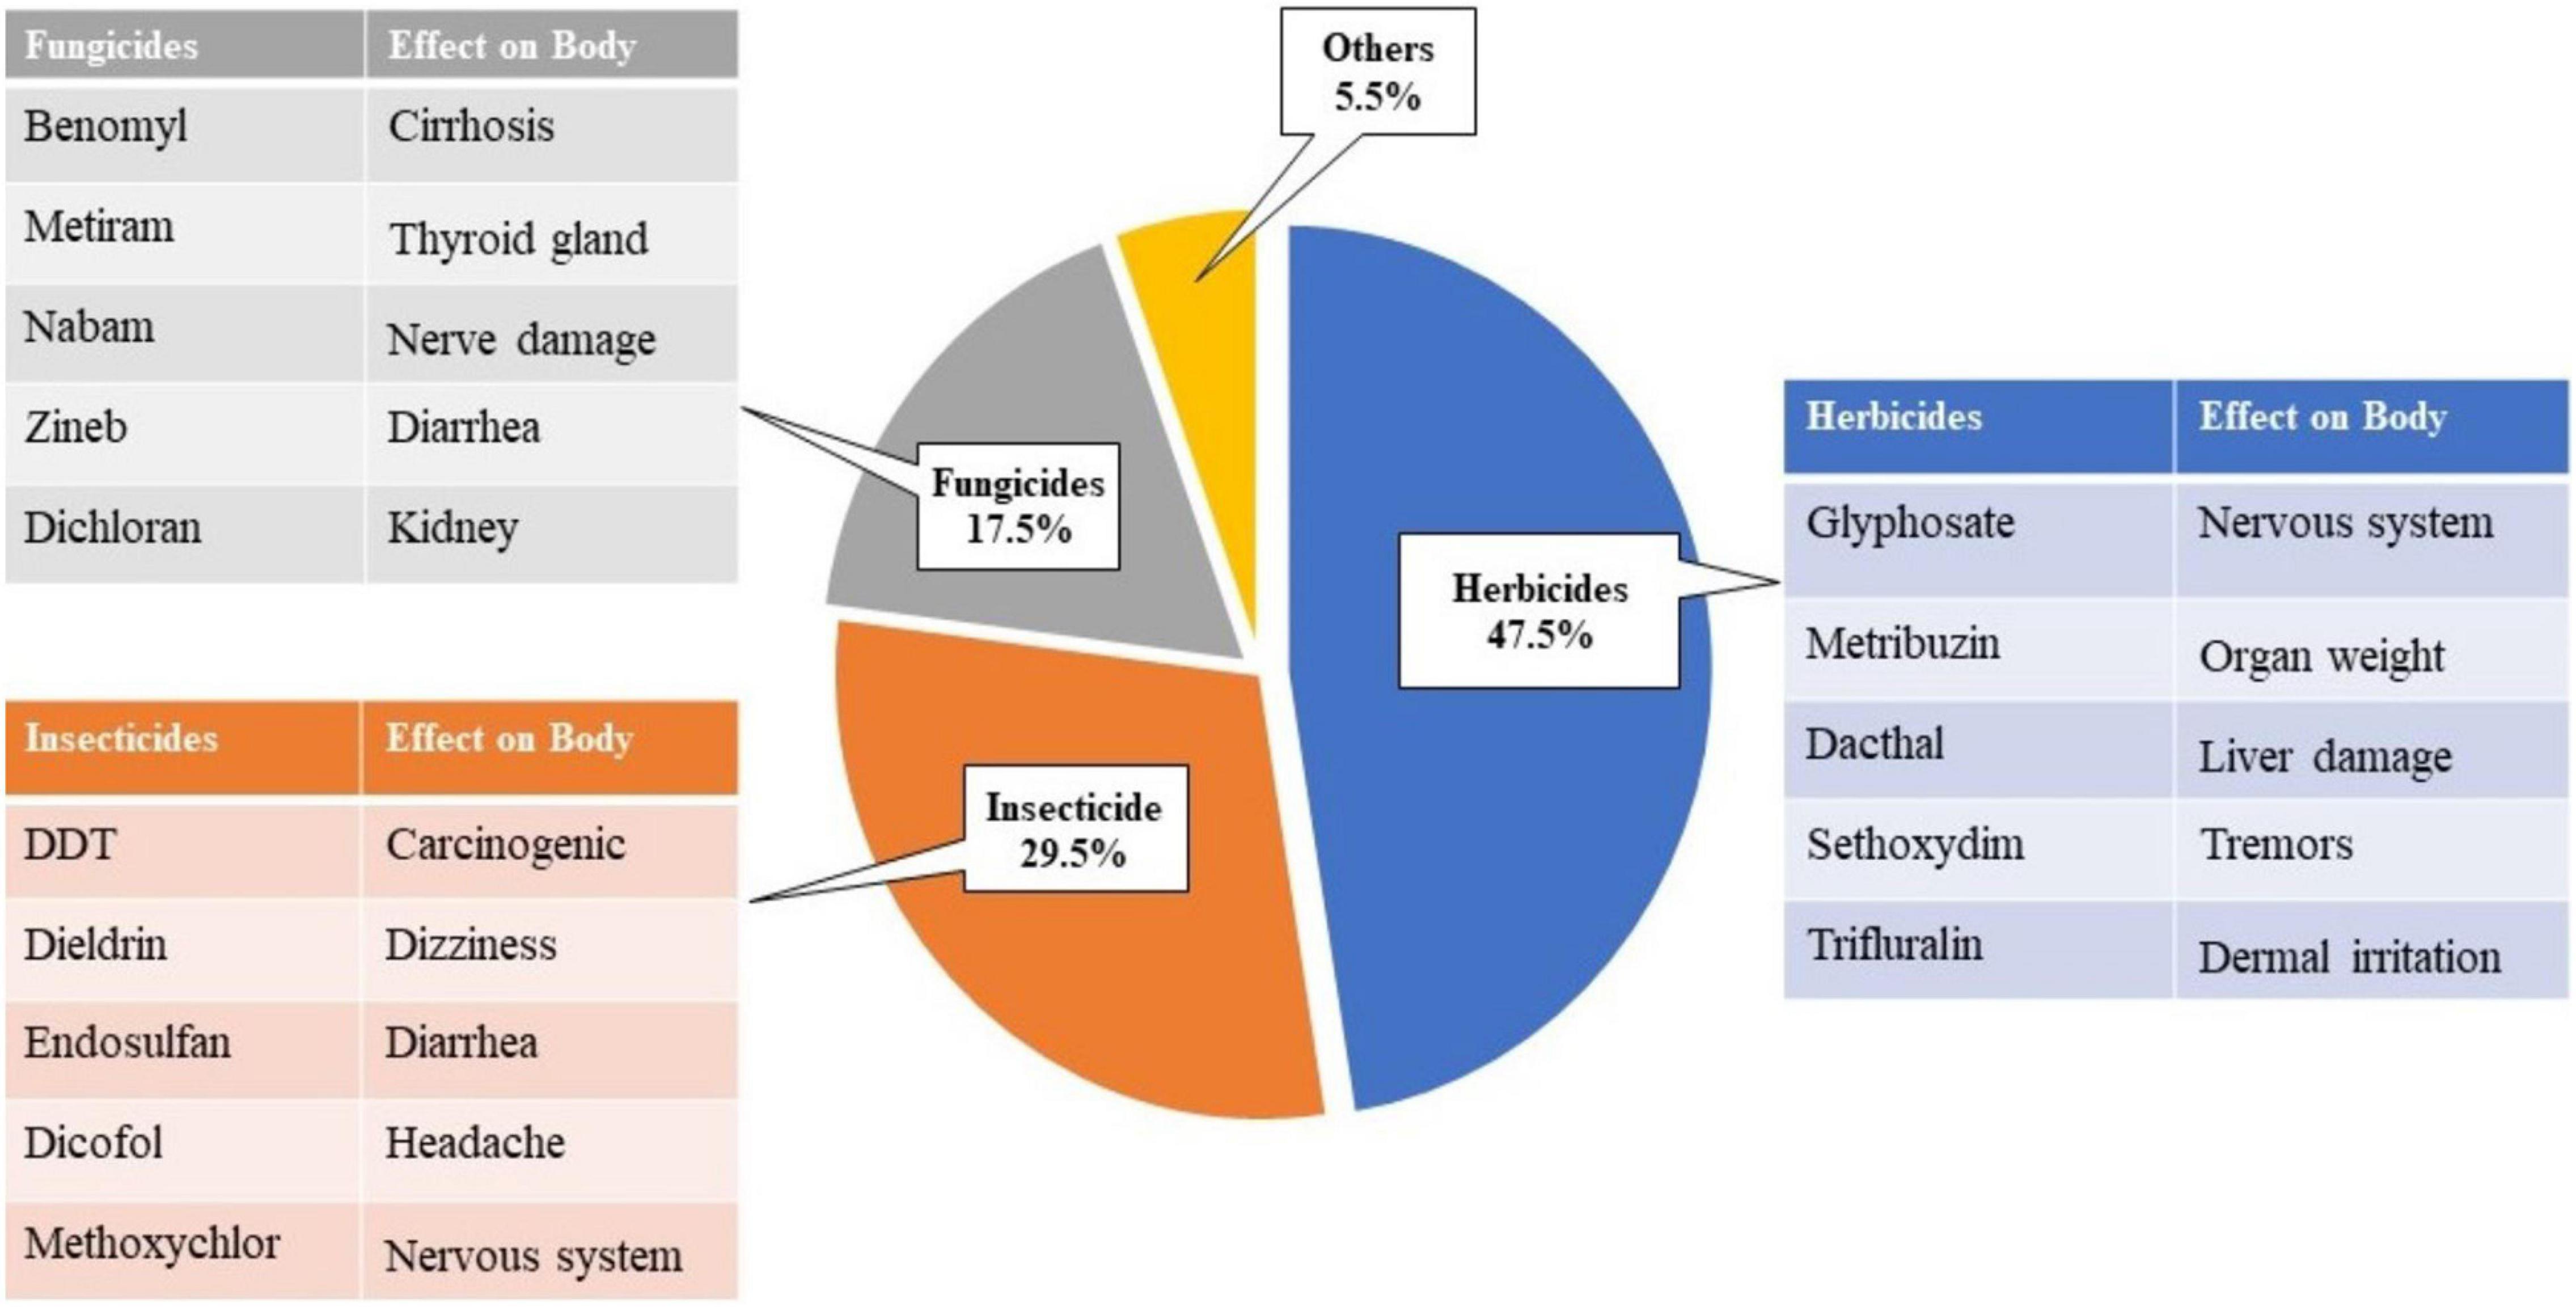 Fungicides Effect on Body
Benomyl Cirrhosis
Metiram Thyroid gland
Nabam Nerve damage
Zineb Diarrhea
Dichloran Kidney
Others
5.5%
Fungicides
17.5%
Herbicides
47.5%
Insecticide
29.5%
Herbicides Effect on Body
Glyphosate Nervous system
Metribuzin Organ weight
Dacthal Liver damage
Sethoxydim Tremors
Trifluralin Dermal irritation
Insecticides Effect on Body
DDT Carcinogenic
Dieldrin Dizziness
Endosulfan Diarrhea
Dicofol Headache
Methoxychlor Nervous system